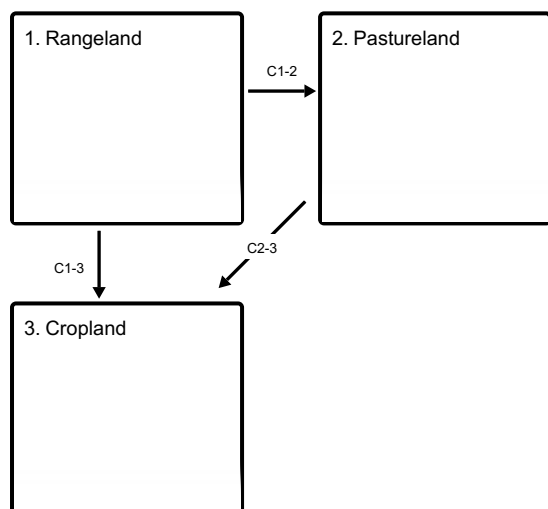 1. Rangeland
2. Pastureland
C1-2
C2-3
C1-3
3. Cropland